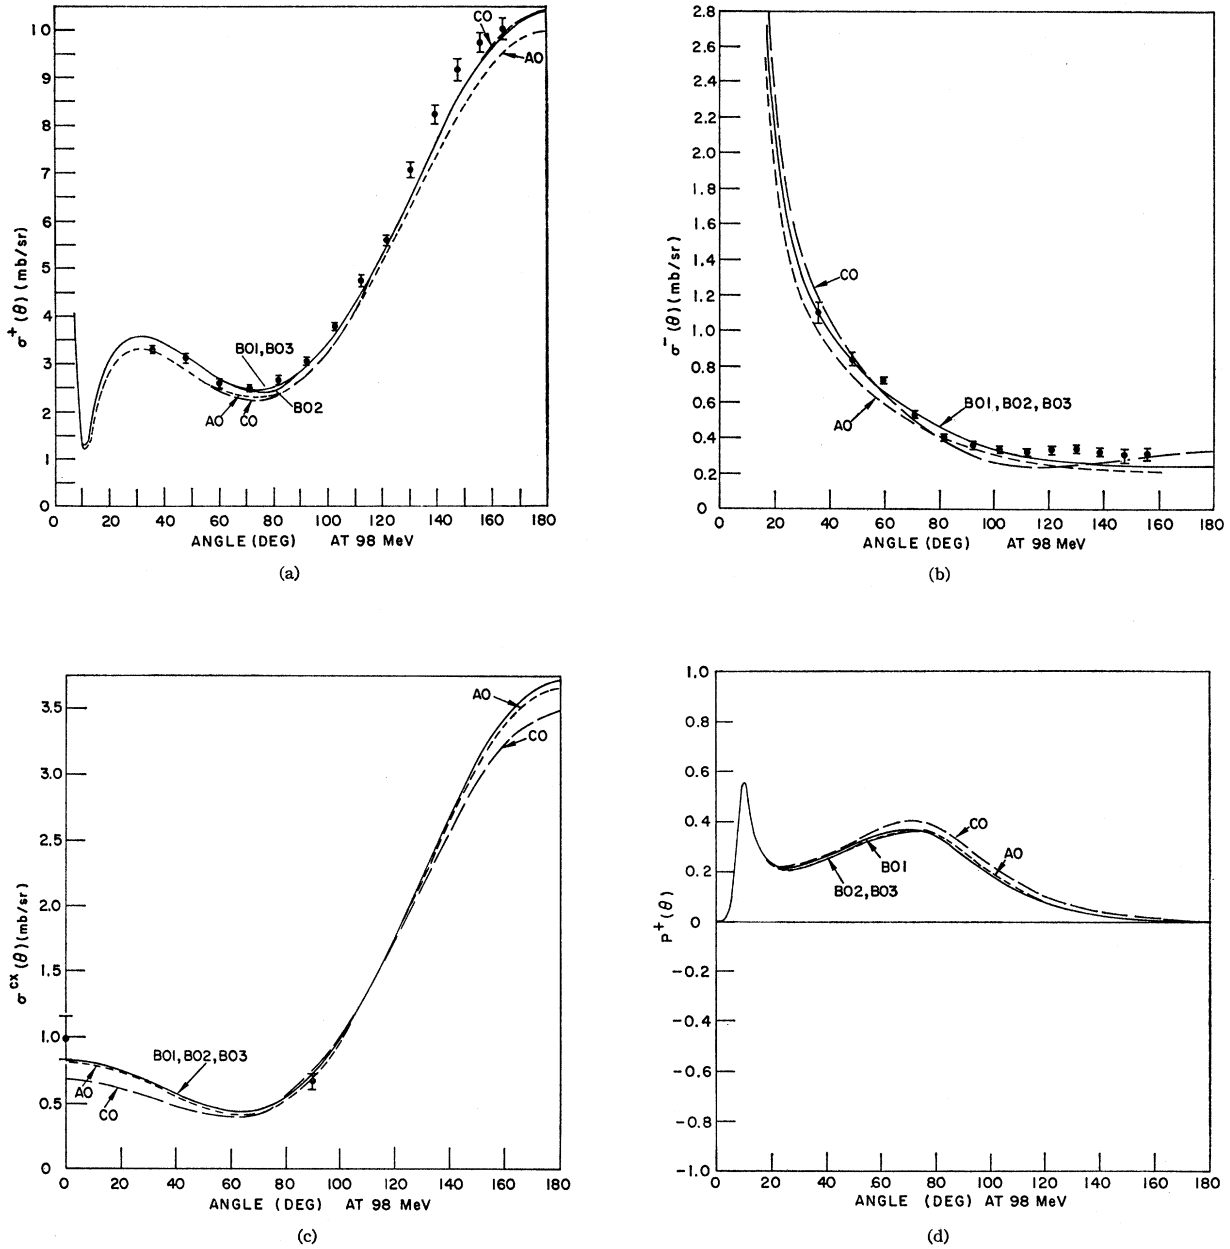 10
9
8
7
6
5
4
3
2
1
0
σ⁺(θ)(mb/sr)
CO
AO
BO1,BO3
BO2
AO
CO
0 20 40 60 80 100 120 140 160 180
ANGLE (DEG) AT 98 MeV
(a)
2.8
2.6
2.4
2.2
2.0
1.8
1.6
1.4
1.2
1.0
0.8
0.6
0.4
0.2
0
σ⁻(θ)(mb/sr)
CO
BO1,BO2,BO3
AO
0 20 40 60 80 100 120 140 160 180
ANGLE (DEG) AT 98 MeV
(b)
3.5
3.0
2.5
2.0
1.5
1.0
0.5
0
σᶜˣ(θ)(mb/sr)
AO
CO
BO1,BO2,BO3
AO
CO
0 20 40 60 80 100 120 140 160 180
ANGLE (DEG) AT 98 MeV
(c)
1.0
0.8
0.6
0.4
0.2
0
-0.2
-0.4
-0.6
-0.8
-1.0
P⁺(θ)
CO
AO
BO1
BO2,BO3
0 20 40 60 80 100 120 140 160 180
ANGLE (DEG) AT 98 MeV
(d)